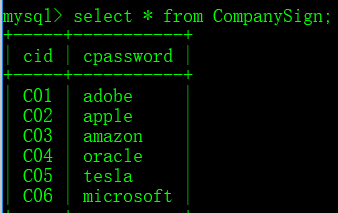 mysql> select * from CompanySign;
+-----+-----------+
| cid | cpassword |
+-----+-----------+
| C01 | adobe |
| C02 | apple |
| C03 | amazon |
| C04 | oracle |
| C05 | tesla |
| C06 | microsoft |
+-----+-----------+